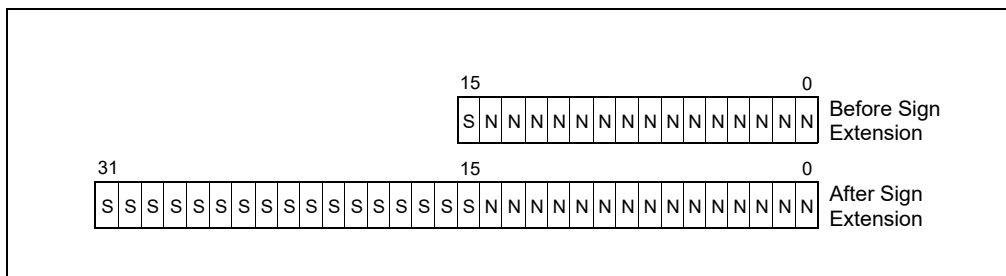 15 0
S N N N N N N N N N N N N N N N Before Sign
Extension
31 15 0
S S S S S S S S S S S S S S S S S N N N N N N N N N N N N N N N After Sign
Extension